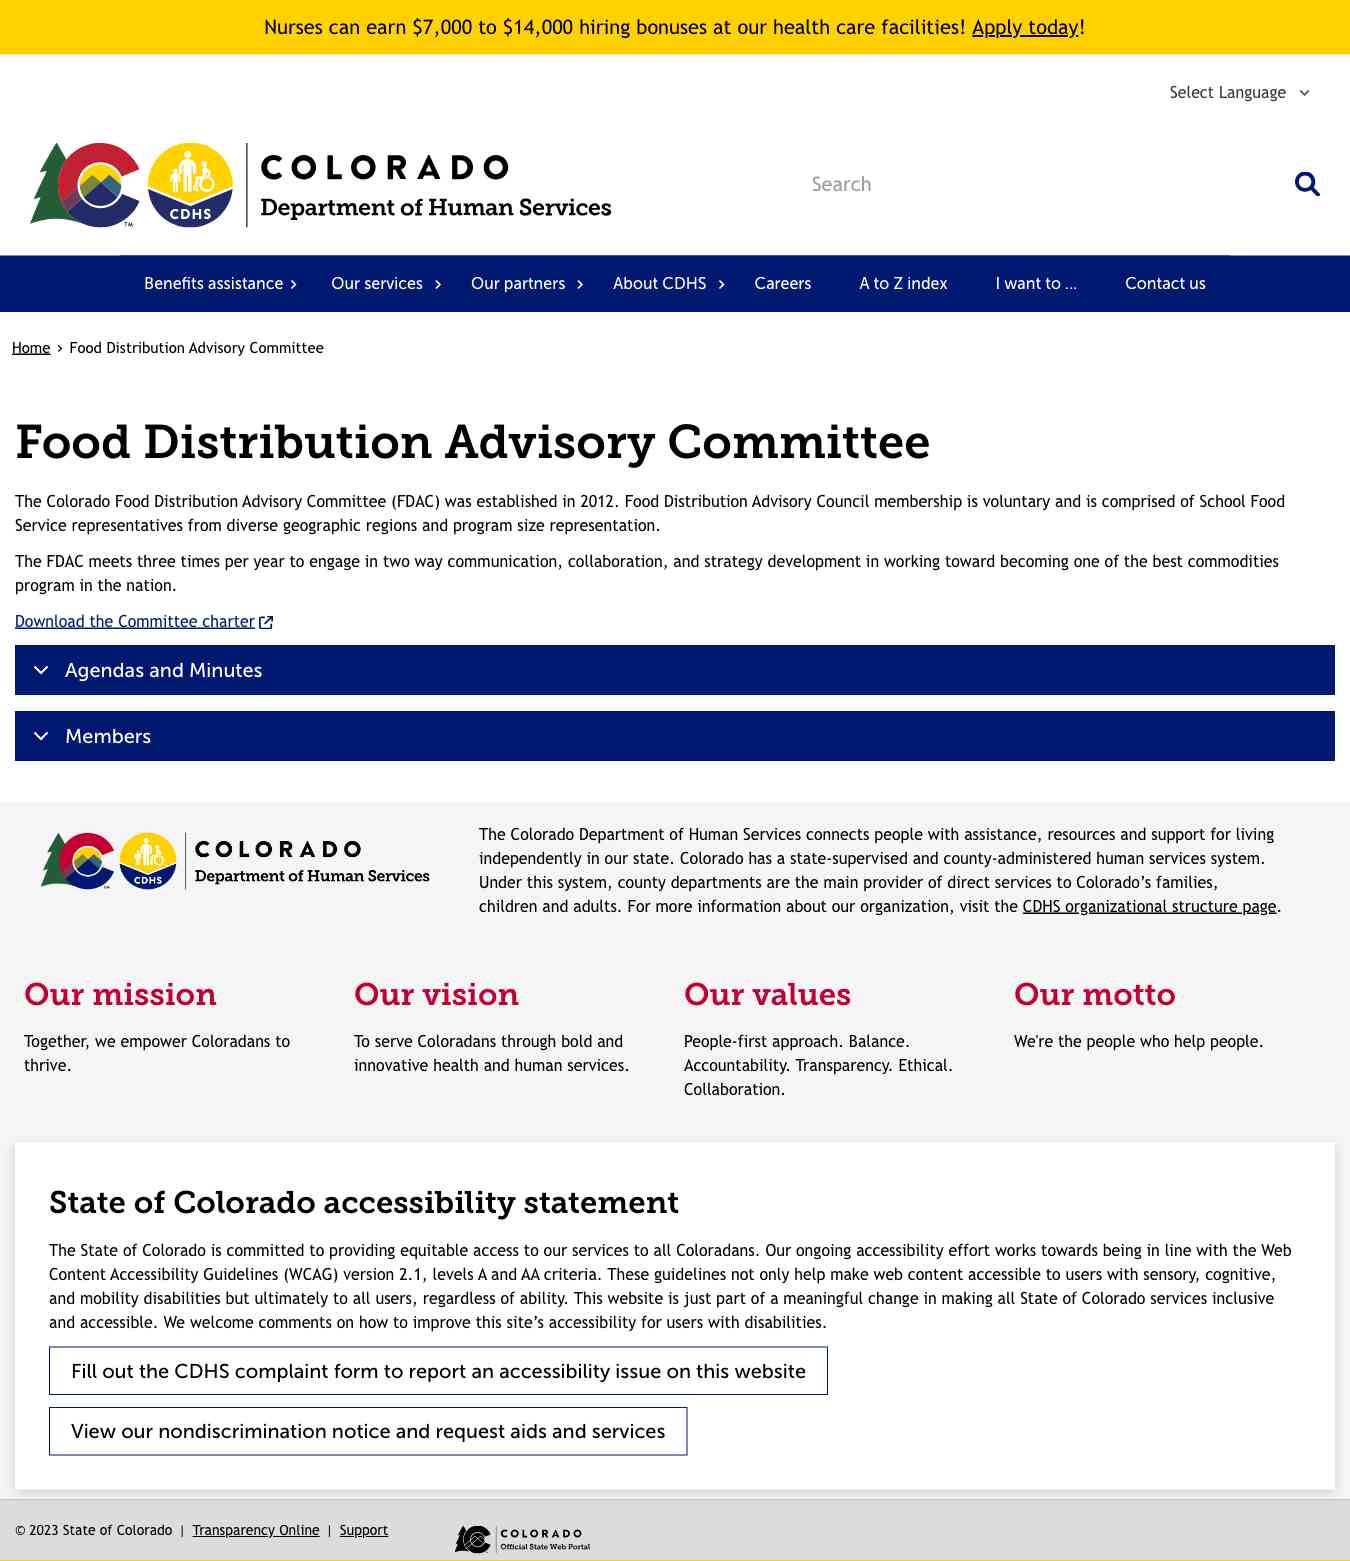 Nurses can earn $7,000 to $14,000 hiring bonuses at our health care facilities! Apply today!
Select Language
COLORADO
Department of Human Services
CDHS
TM
Search
Benefits assistance
Our services
Our partners
About CDHS
Careers
A to Z index
I want to ...
Contact us
Home › Food Distribution Advisory Committee
Food Distribution Advisory Committee
The Colorado Food Distribution Advisory Committee (FDAC) was established in 2012. Food Distribution Advisory Council membership is voluntary and is comprised of School Food
Service representatives from diverse geographic regions and program size representation.
The FDAC meets three times per year to engage in two way communication, collaboration, and strategy development in working toward becoming one of the best commodities
program in the nation.
Download the Committee charter
Agendas and Minutes
Members
COLORADO
Department of Human Services
CDHS
TM
The Colorado Department of Human Services connects people with assistance, resources and support for living
independently in our state. Colorado has a state-supervised and county-administered human services system.
Under this system, county departments are the main provider of direct services to Colorado’s families,
children and adults. For more information about our organization, visit the CDHS organizational structure page.
Our mission
Together, we empower Coloradans to
thrive.
Our vision
To serve Coloradans through bold and
innovative health and human services.
Our values
People-first approach. Balance.
Accountability. Transparency. Ethical.
Collaboration.
Our motto
We're the people who help people.
State of Colorado accessibility statement
The State of Colorado is committed to providing equitable access to our services to all Coloradans. Our ongoing accessibility effort works towards being in line with the Web
Content Accessibility Guidelines (WCAG) version 2.1, levels A and AA criteria. These guidelines not only help make web content accessible to users with sensory, cognitive,
and mobility disabilities but ultimately to all users, regardless of ability. This website is just part of a meaningful change in making all State of Colorado services inclusive
and accessible. We welcome comments on how to improve this site’s accessibility for users with disabilities.
Fill out the CDHS complaint form to report an accessibility issue on this website
View our nondiscrimination notice and request aids and services
© 2023 State of Colorado | Transparency Online | Support
COLORADO
Official State Web Portal